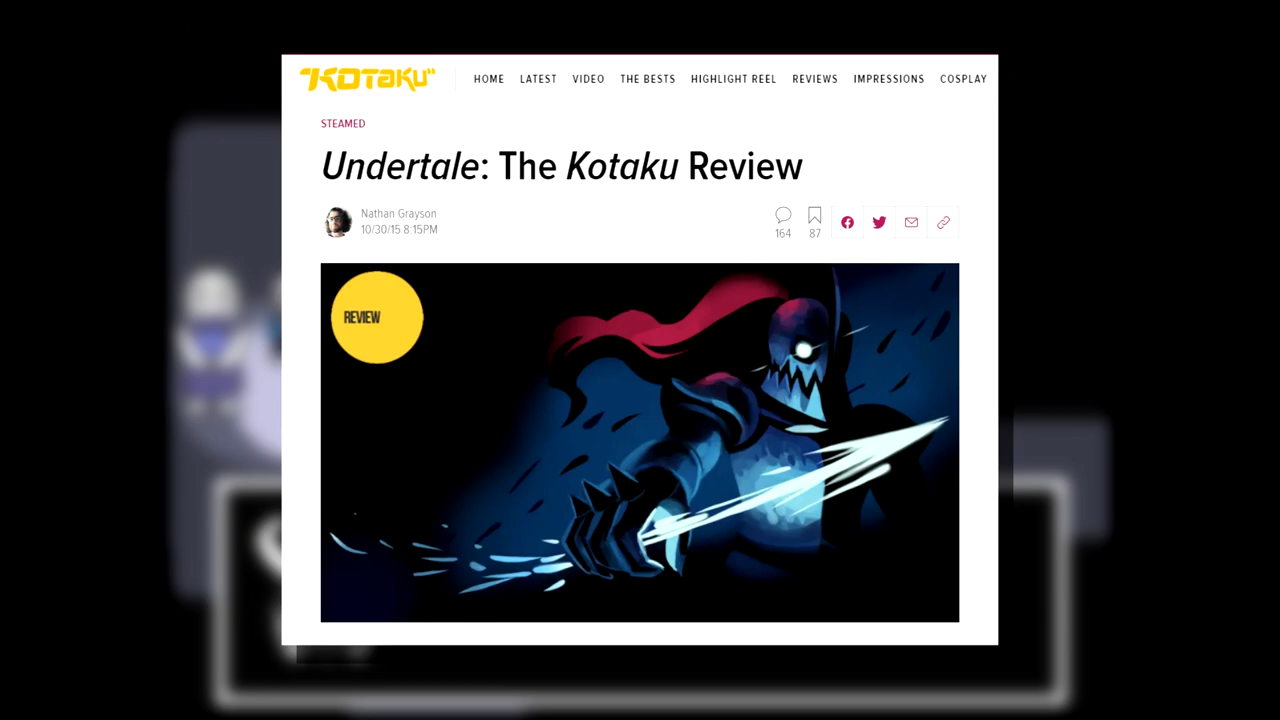 "KOTAKU"
HOME LATEST VIDEO THE BESTS HIGHLIGHT REEL REVIEWS IMPRESSIONS COSPLAY
STEAMED
Undertale: The Kotaku Review
Nathan Grayson
10/30/15 8:15PM
164 87
REVIEW